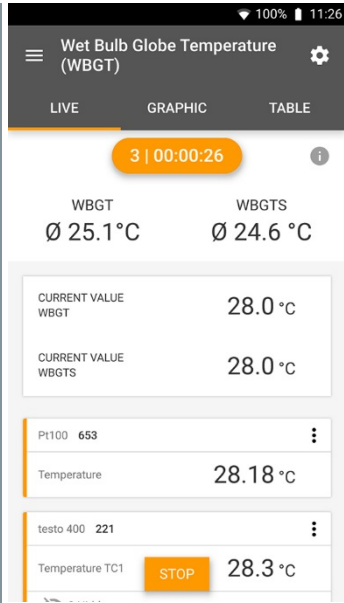 100% 11:26
Wet Bulb Globe Temperature
(WBGT)
LIVE GRAPHIC TABLE
3 | 00:00:26
WBGT WBGTS
Ø 25.1°C Ø 24.6 °C
CURRENT VALUE
WBGT
28.0 °C
CURRENT VALUE
WBGTS
28.0 °C
Pt100 653
Temperature 28.18 °C
testo 400 221
Temperature TC1 28.3 °C
STOP